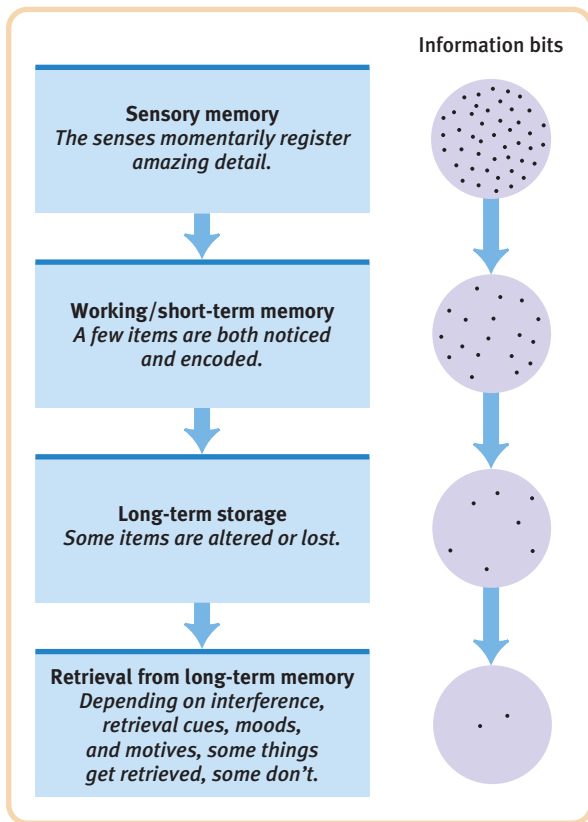 Information bits
Sensory memory
The senses momentarily register
amazing detail.
Working/short-term memory
A few items are both noticed
and encoded.
Long-term storage
Some items are altered or lost.
Retrieval from long-term memory
Depending on interference,
retrieval cues, moods,
and motives, some things
get retrieved, some don’t.